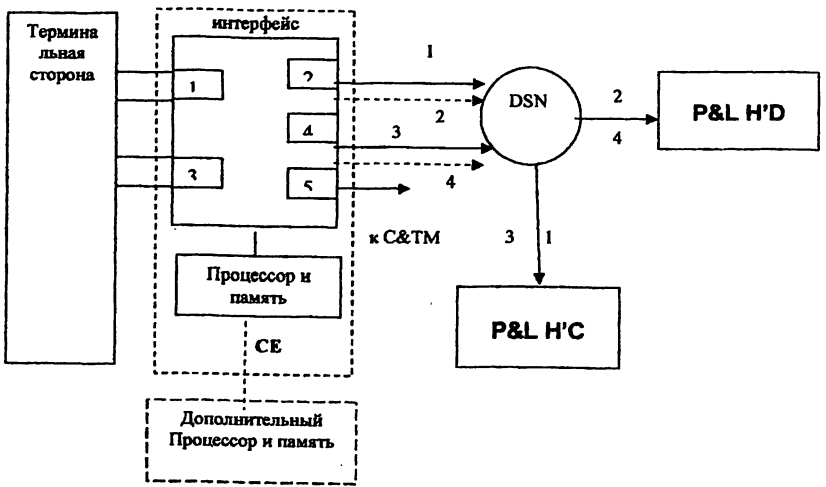 Термина
льная
сторона
интерфейс
1
3
2
4
5
1
2
3
4
к С&TM
DSN
2
4
P&L H'D
3 1
P&L H'C
Процессор и
память
CE
Дополнительный
Процессор и память